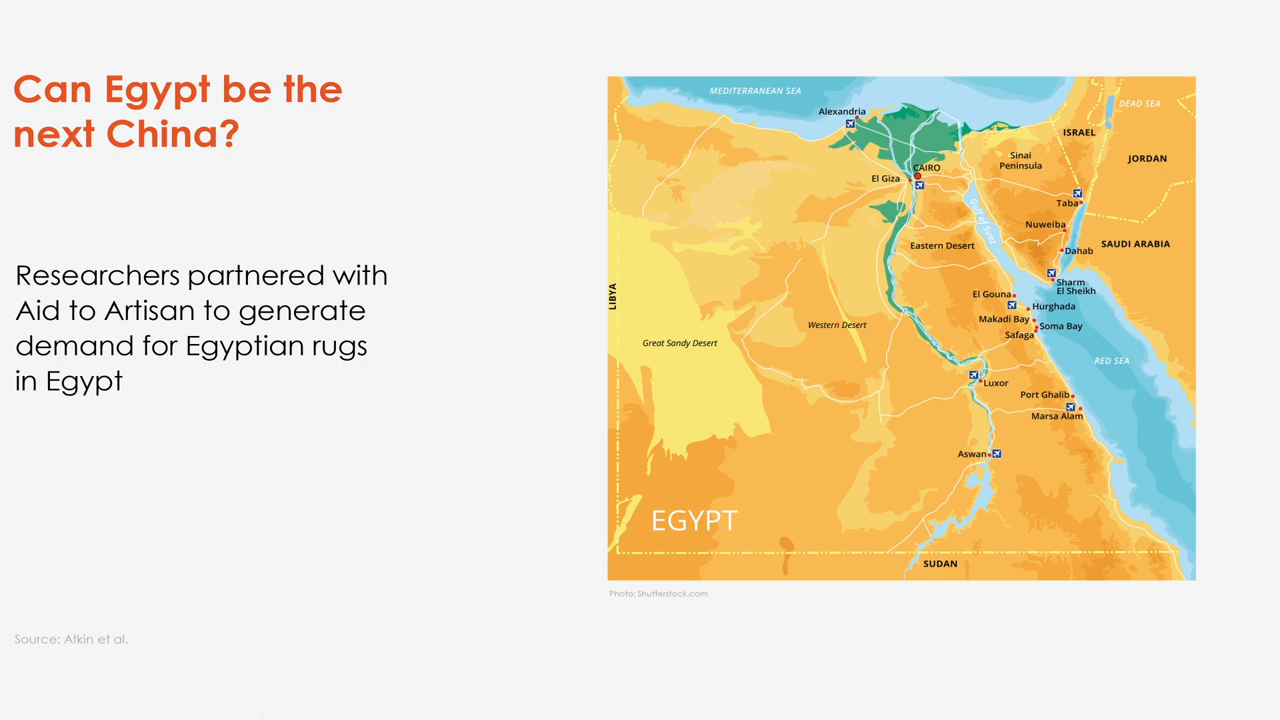 Can Egypt be the
next China?
Researchers partnered with
Aid to Artisan to generate
demand for Egyptian rugs
in Egypt
Source: Atkin et al.
MEDITERRANEAN SEA
DEAD SEA
Alexandria
ISRAEL
Sinai
Peninsula
JORDAN
CAIRO
El Giza
Taba
Gulf of Suez
Nuweiba
Eastern Desert
SAUDI ARABIA
Dahab
Sharm
El Sheikh
LIBYA
El Gouna
Hurghada
Makadi Bay
Soma Bay
Western Desert
Safaga
Great Sandy Desert
RED SEA
Luxor
Port Ghalib
Marsa Alam
Aswan
EGYPT
SUDAN
Photo: Shutterstock.com